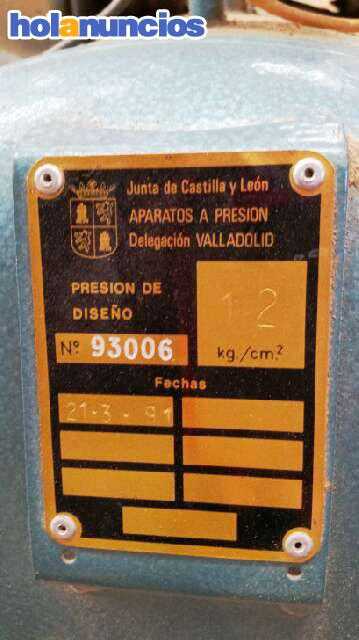 holanuncios
Junta de Castilla y León
APARATOS A PRESION
Delegación VALLADOLID
PRESION DE
DISEÑO
12
Nº 93006
kg./cm.²
Fechas
21-3-91